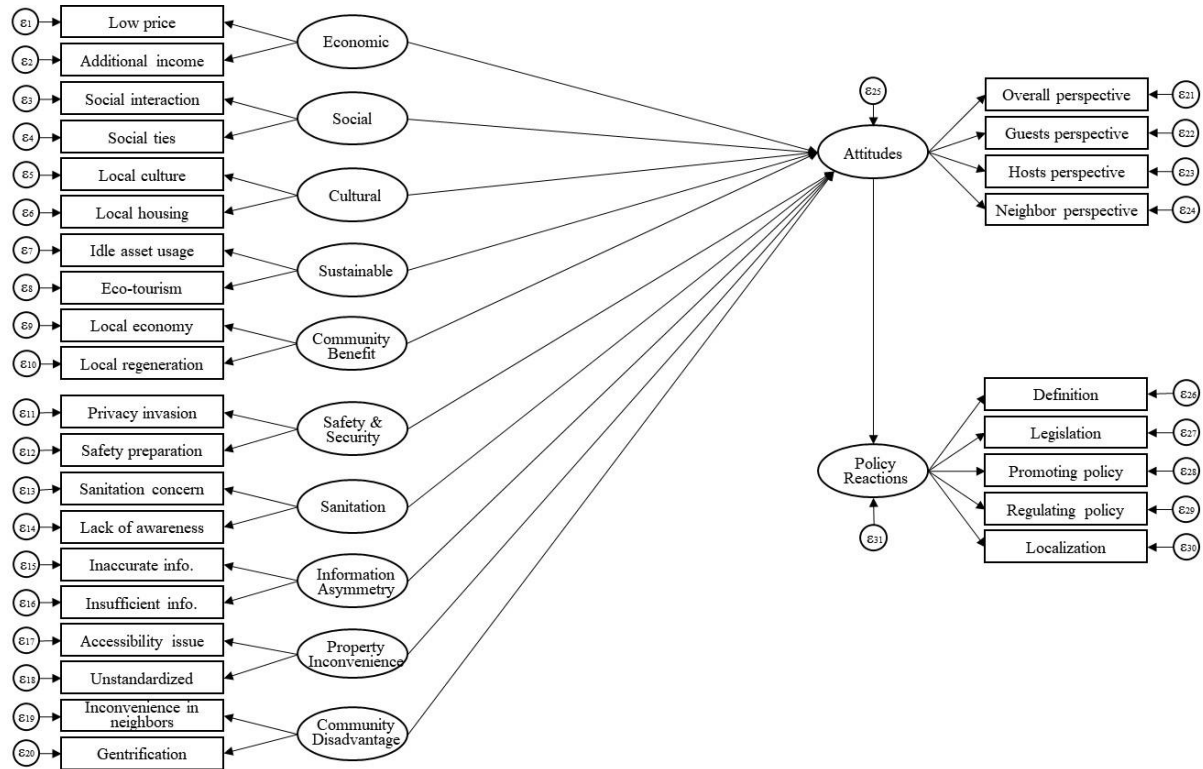 ε1
Low price
ε2
Additional income
Economic
ε3
Social interaction
ε4
Social ties
Social
ε5
Local culture
ε6
Local housing
Cultural
ε7
Idle asset usage
ε8
Eco-tourism
Sustainable
ε9
Local economy
ε10
Local regeneration
Community
Benefit
ε11
Privacy invasion
ε12
Safety preparation
Safety &
Security
ε13
Sanitation concern
ε14
Lack of awareness
Sanitation
ε15
Inaccurate info.
ε16
Insufficient info.
Information
Asymmetry
ε17
Accessibility issue
ε18
Unstandardized
Property
Inconvenience
ε19
Inconvenience in
neighbors
ε20
Gentrification
Community
Disadvantage
ε25
Attitudes
Overall perspective
ε21
Guests perspective
ε22
Hosts perspective
ε23
Neighbor perspective
ε24
Policy
Reactions
ε31
Definition
ε26
Legislation
ε27
Promoting policy
ε28
Regulating policy
ε29
Localization
ε30